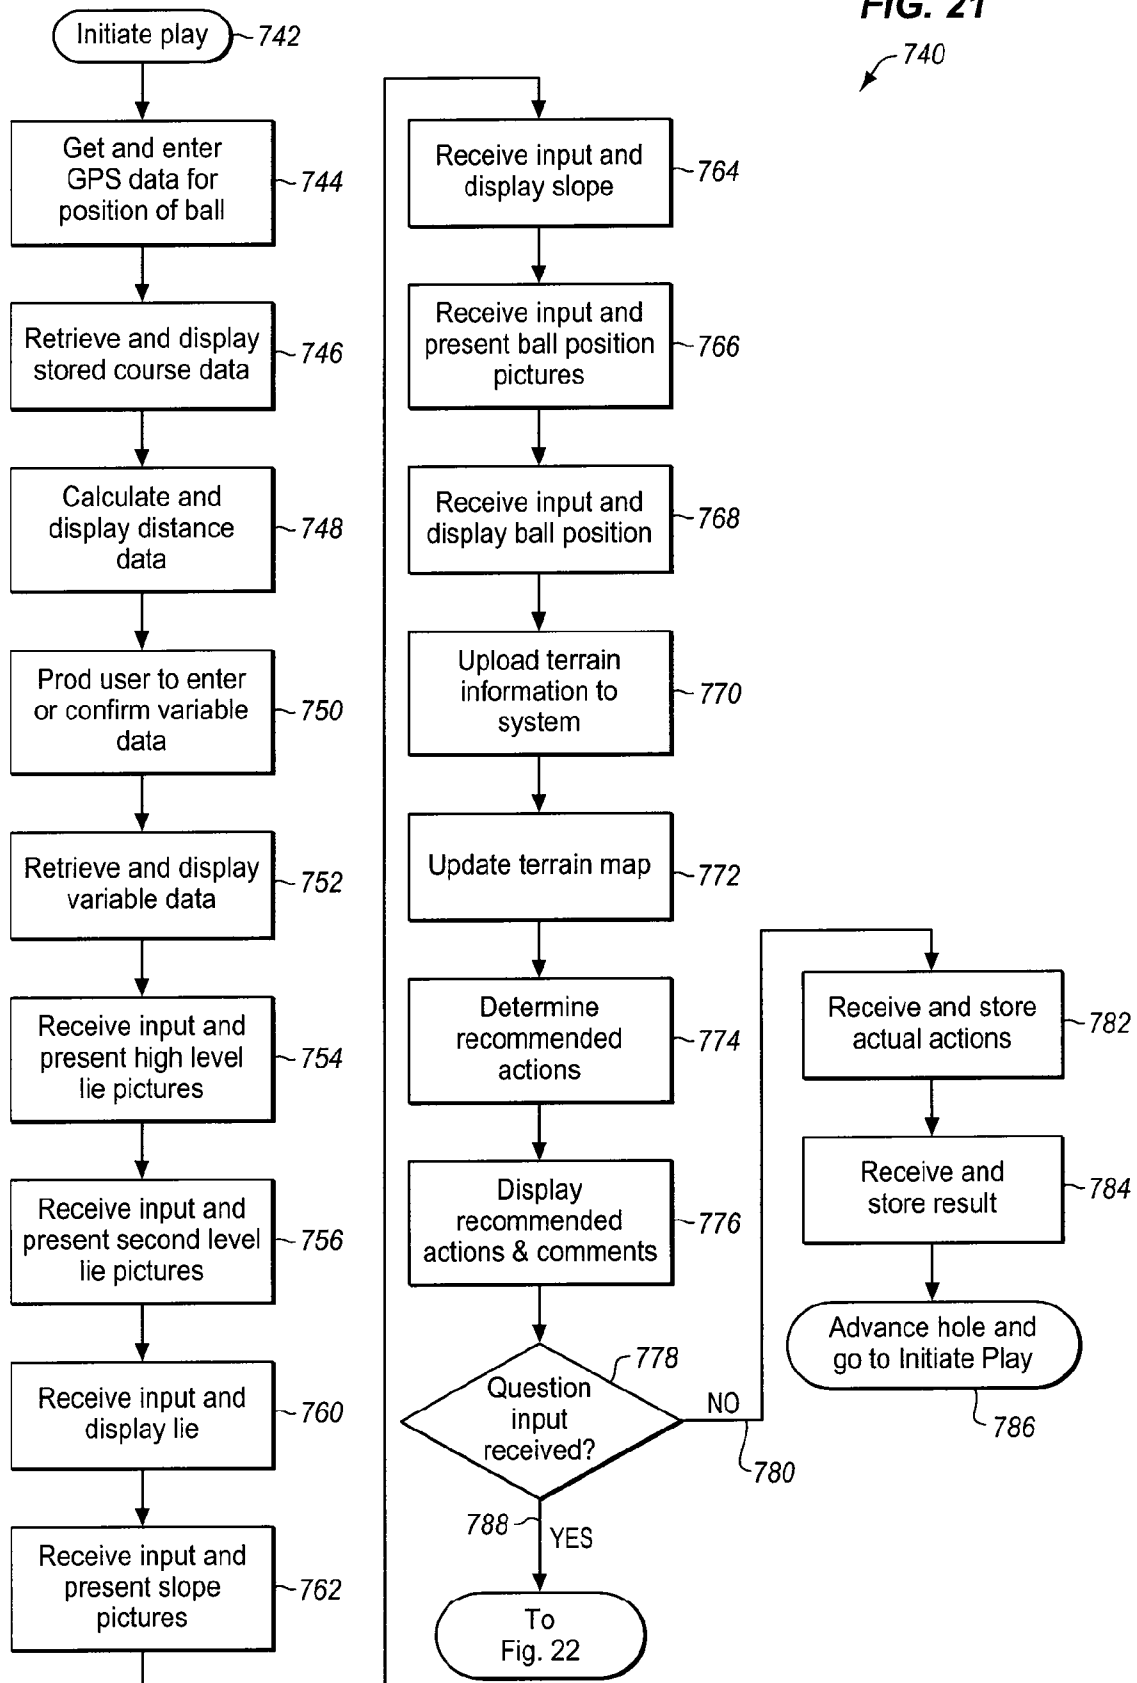 FIG. 21
740
Initiate play
742
Get and enter
GPS data for
position of ball
744
Retrieve and display
stored course data
746
Calculate and
display distance
data
748
Prod user to enter
or confirm variable
data
750
Retrieve and display
variable data
752
Receive input and
present high level
lie pictures
754
Receive input and
present second level
lie pictures
756
Receive input and
display lie
760
Receive input and
present slope
pictures
762
Receive input and
display slope
764
Receive input and
present ball position
pictures
766
Receive input and
display ball position
768
Upload terrain
information to
system
770
Update terrain map
772
Determine
recommended
actions
774
Display
recommended
actions & comments
776
Question
input
received?
778
NO
780
788
YES
To
Fig. 22
Receive and store
actual actions
782
Receive and
store result
784
Advance hole and
go to Initiate Play
786